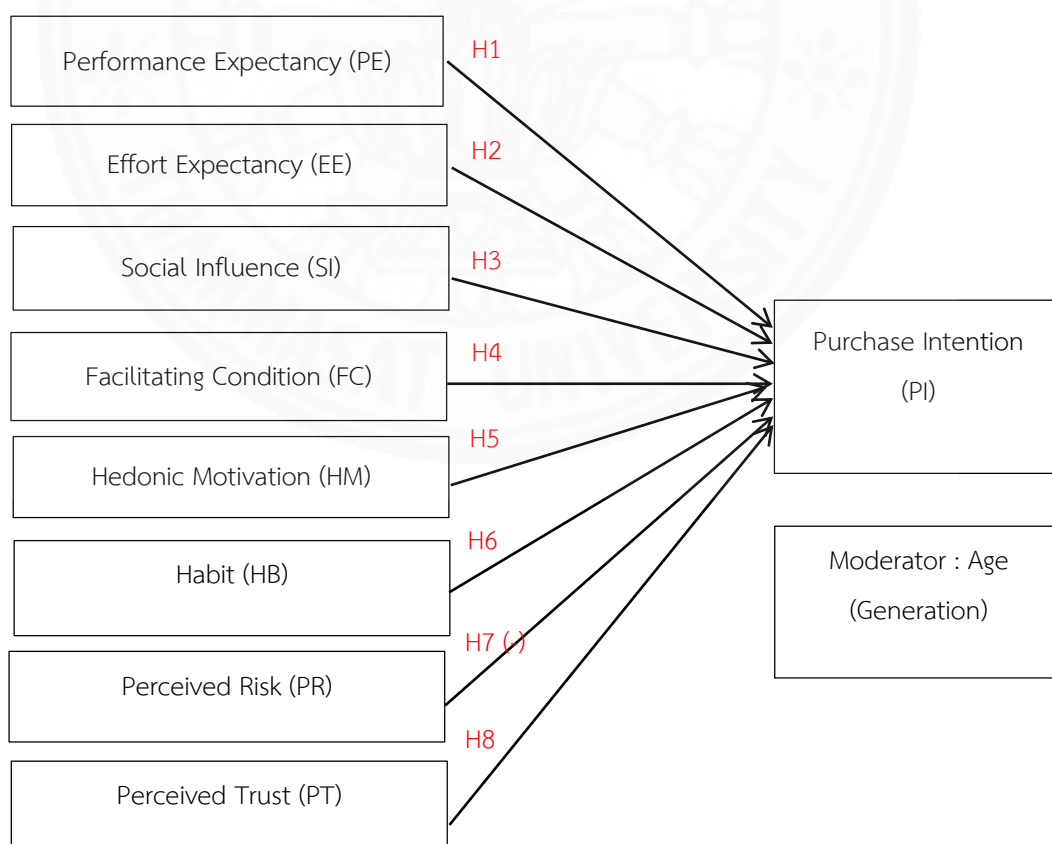 Performance Expectancy (PE)
H1
Effort Expectancy (EE)
H2
Social Influence (SI)
H3
Facilitating Condition (FC)
H4
Hedonic Motivation (HM)
H5
Habit (HB)
H6
Perceived Risk (PR)
H7 (-)
Perceived Trust (PT)
H8
Purchase Intention
(PI)
Moderator : Age
(Generation)
UNIVERSITY